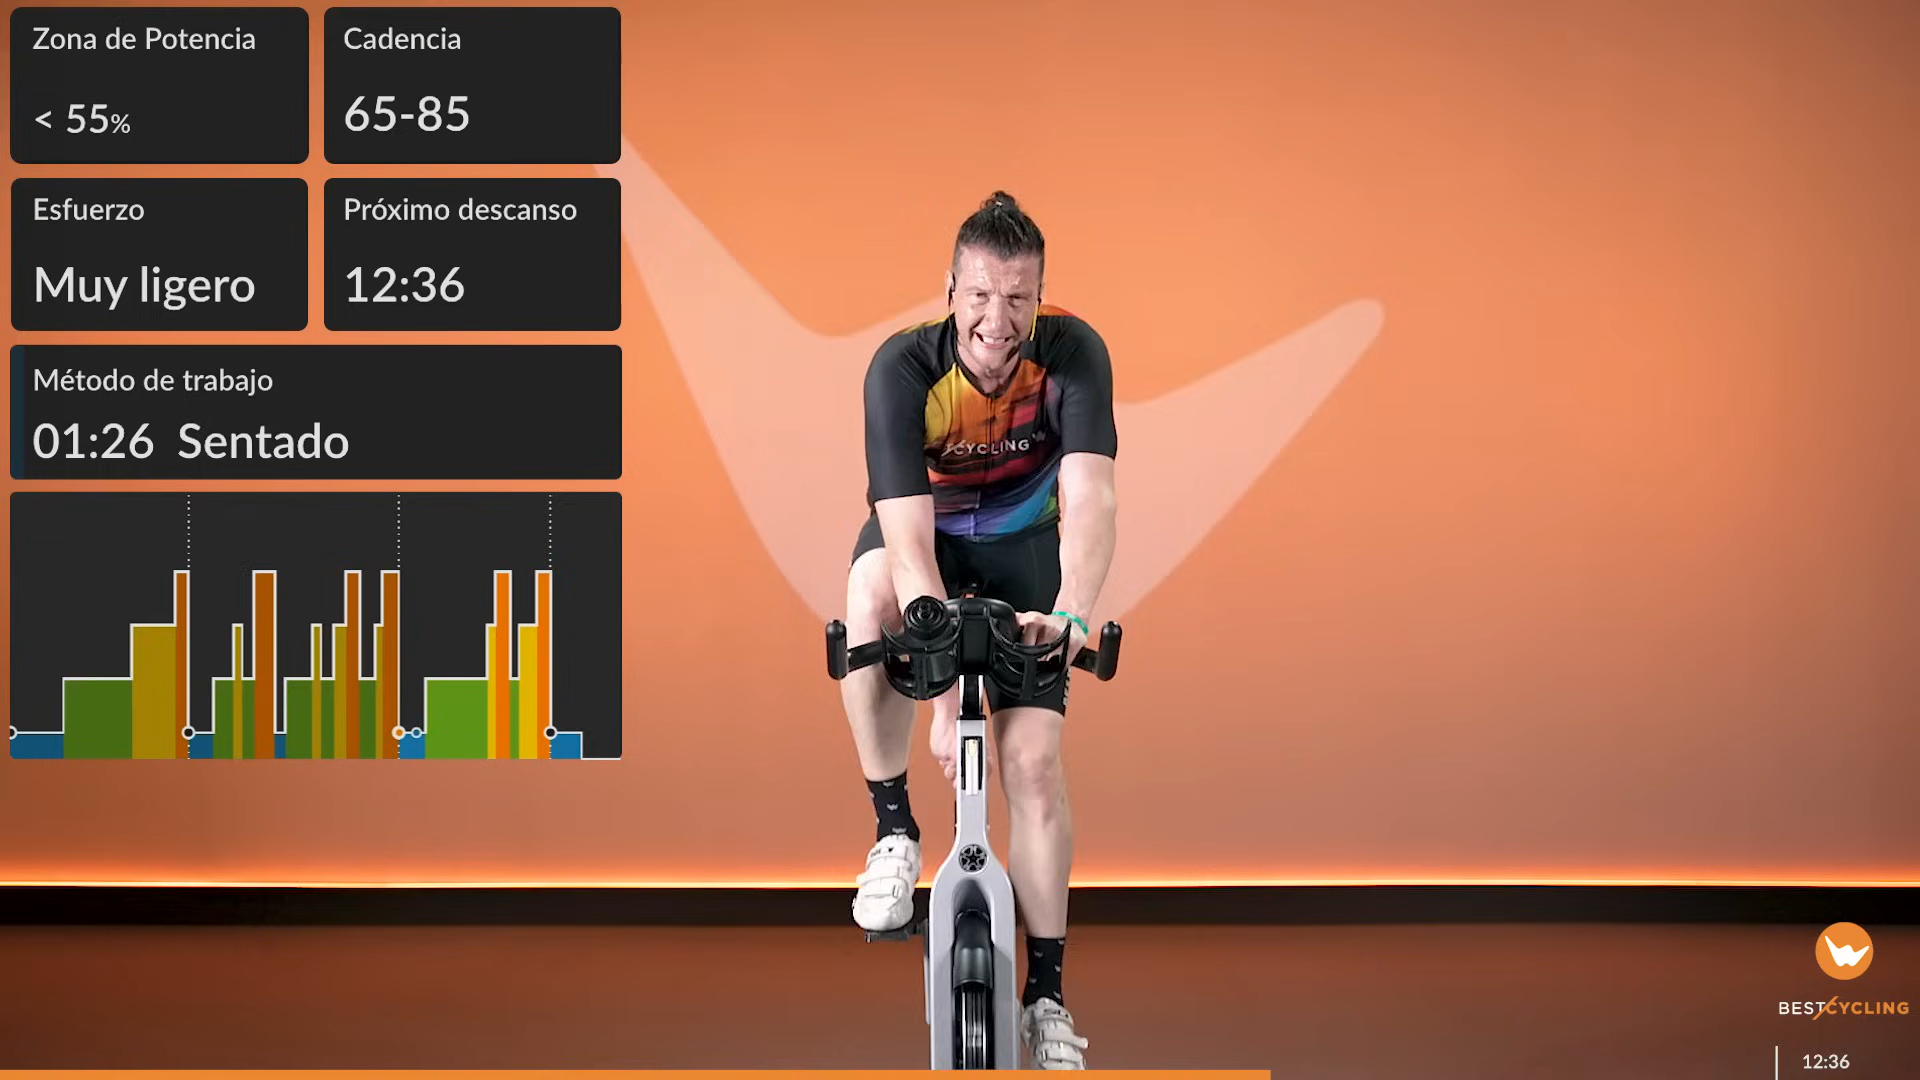 Zona de Potencia
< 55%
Cadencia
65-85
Esfuerzo
Muy ligero
Próximo descanso
12:36
Método de trabajo
01:26 Sentado
CYCLING
BESTCYCLING
12:36